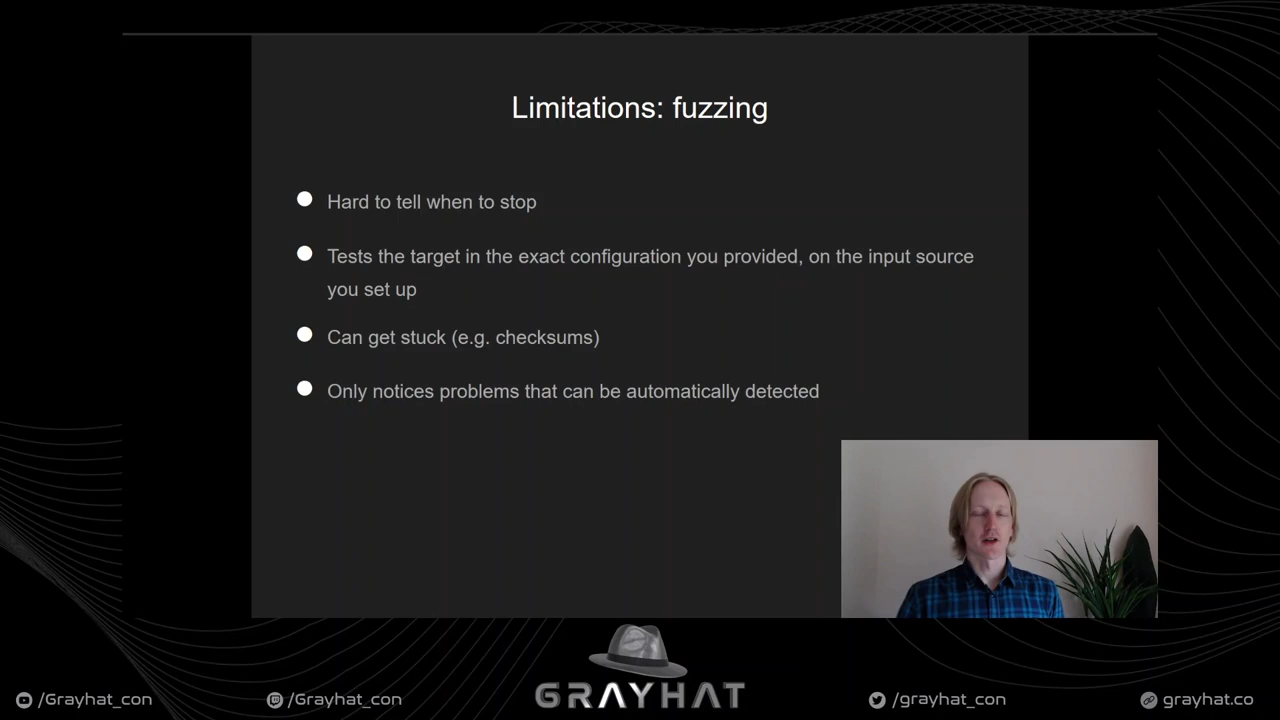 Limitations: fuzzing
Hard to tell when to stop
Tests the target in the exact configuration you provided, on the input source
you set up
Can get stuck (e.g. checksums)
Only notices problems that can be automatically detected
GRAYHAT
/Grayhat_con
/Grayhat_con
/grayhat_con
grayhat.co